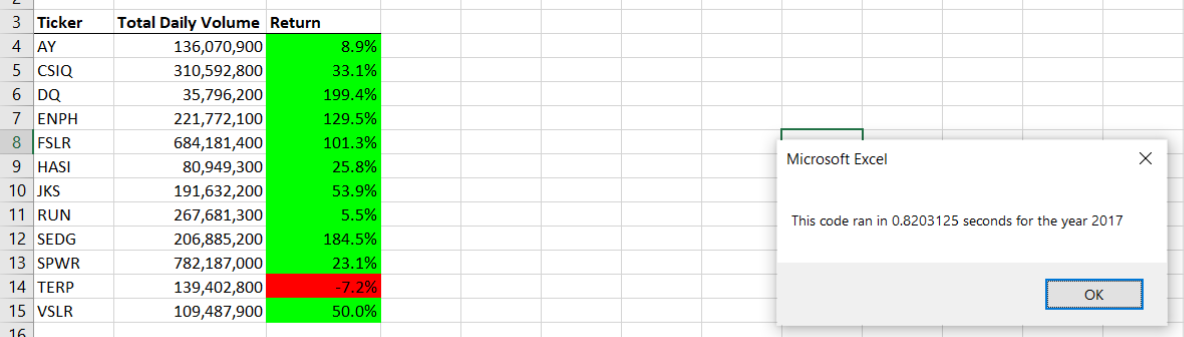 3 Ticker Total Daily Volume Return
4 AY 136,070,900 8.9%
5 CSIQ 310,592,800 33.1%
6 DQ 35,796,200 199.4%
7 ENPH 221,772,100 129.5%
8 FSLR 684,181,400 101.3%
9 HASI 80,949,300 25.8%
10 JKS 191,632,200 53.9%
11 RUN 267,681,300 5.5%
12 SEDG 206,885,200 184.5%
13 SPWR 782,187,000 23.1%
14 TERP 139,402,800 -7.2%
15 VSLR 109,487,900 50.0%
16
Microsoft Excel
This code ran in 0.8203125 seconds for the year 2017
OK